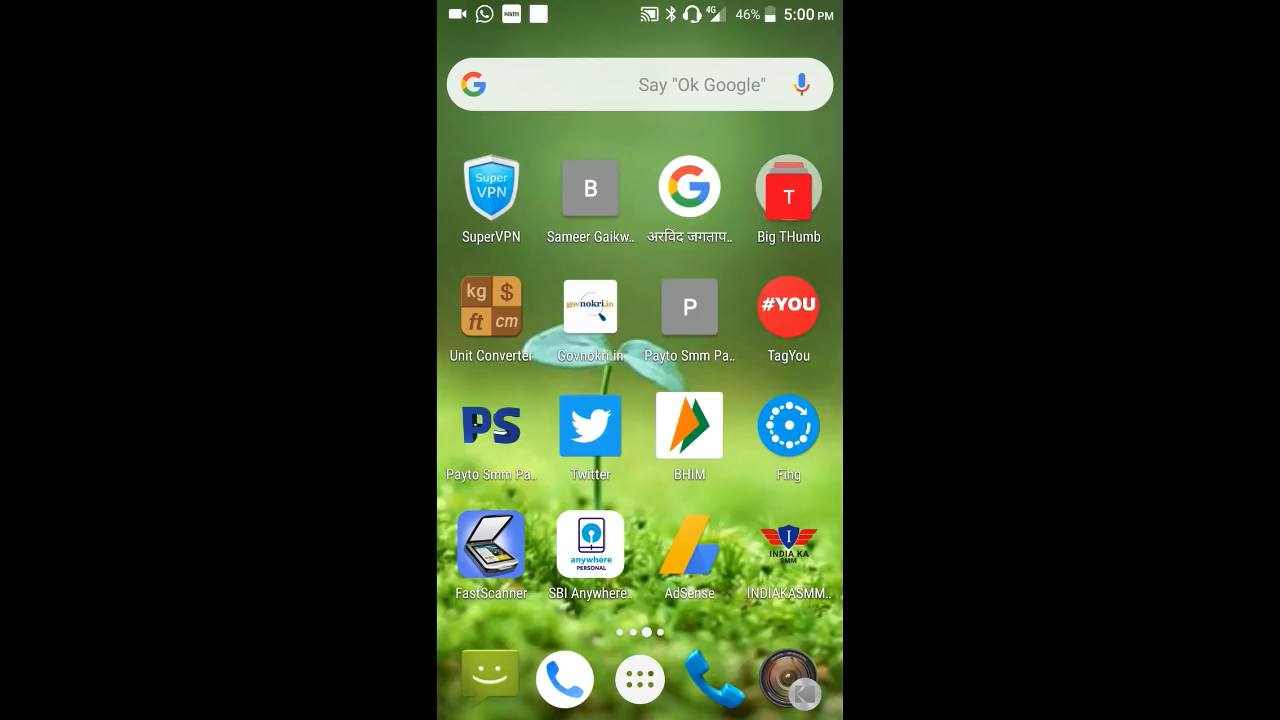 paytm 4G 46% 5:00 PM
Say "Ok Google"
Super VPN
B
T
SuperVPN
Sameer Gaikw..
अरविंद जगताप..
Big THumb
kg $
ft cm
govnokri.in
P
#YOU
Unit Converter
Govnokri.in
Payto Smm Pa..
TagYou
PS
Payto Smm Pa..
Twitter
BHIM
Fing
anywhere
PERSONAL
I
INDIA KA
SMM
FastScanner
SBI Anywhere..
AdSense
INDIAKASMM..